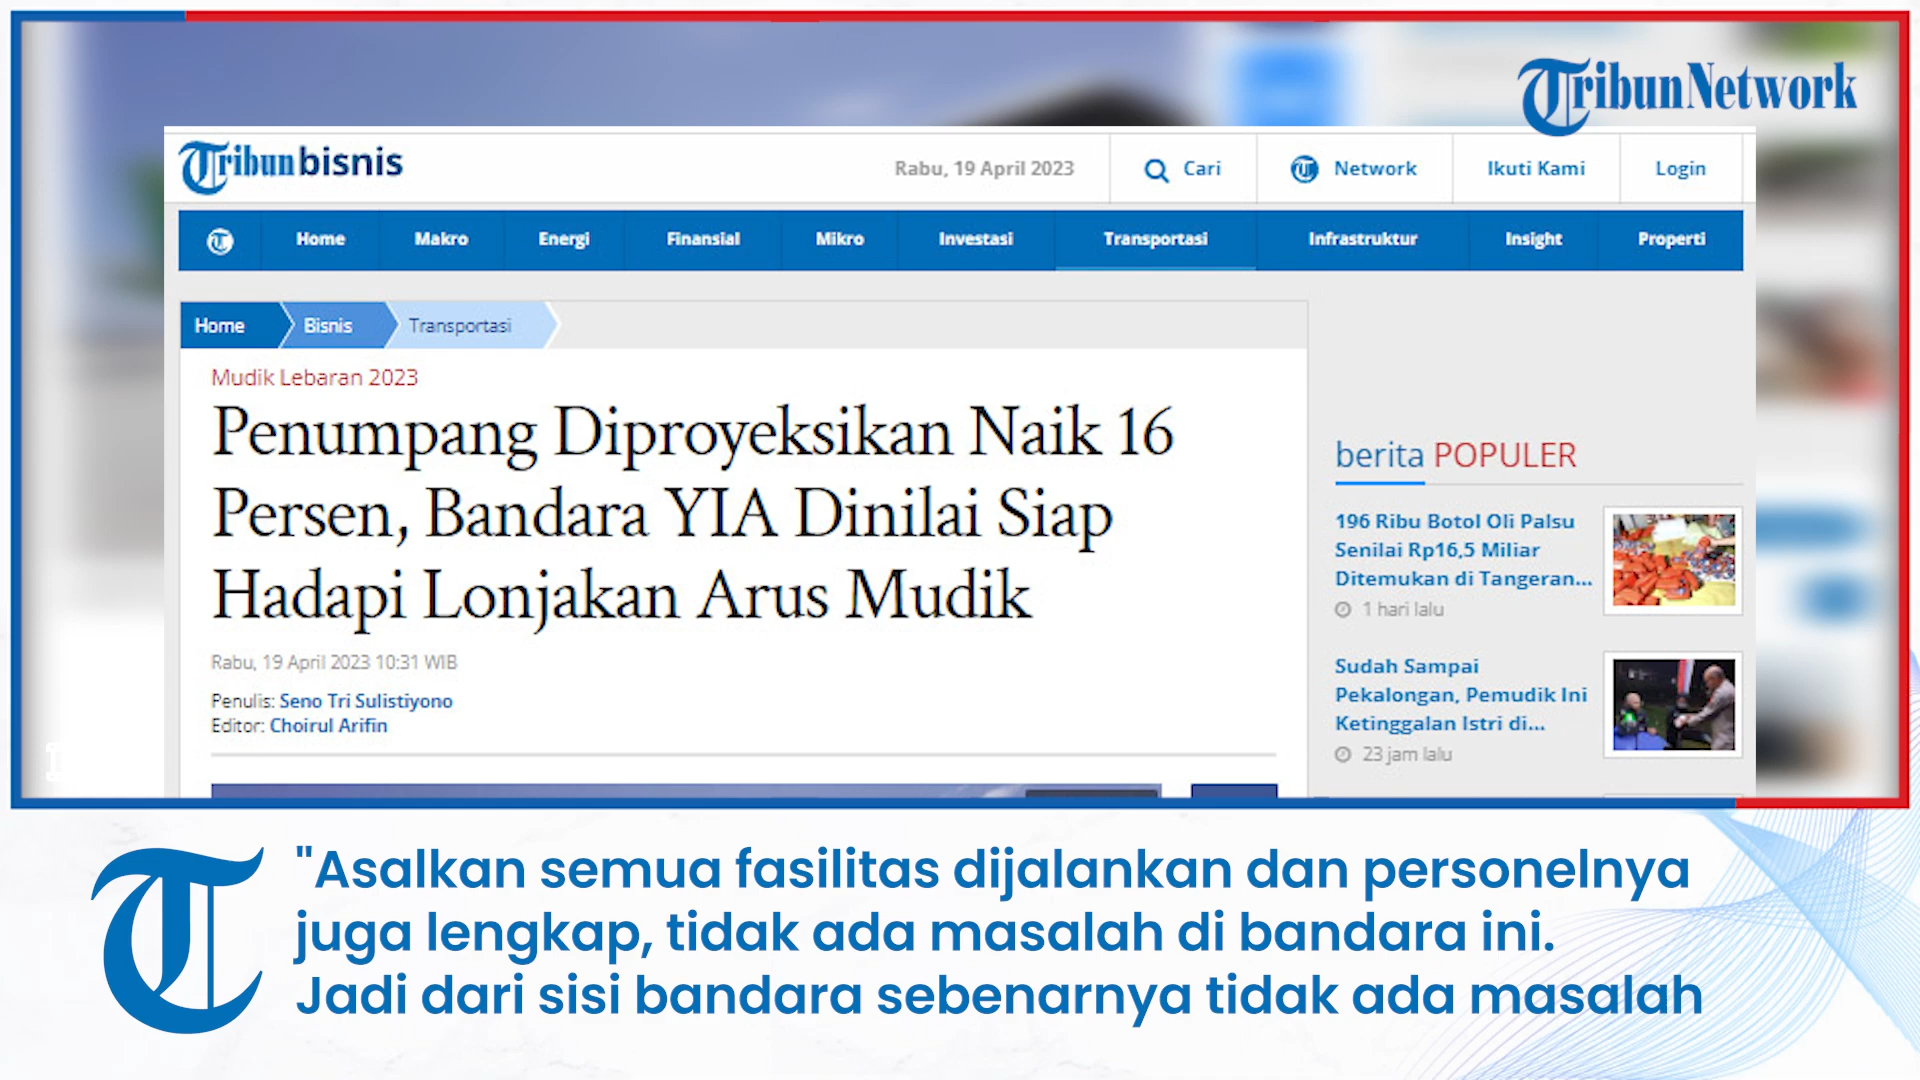 Tribun Network
Tribunbisnis
Rabu, 19 April 2023
Cari
Network
Ikuti Kami
Login
Home
Makro
Energi
Finansial
Mikro
Investasi
Transportasi
Infrastruktur
Insight
Properti
Home
Bisnis
Transportasi
Mudik Lebaran 2023
Penumpang Diproyeksikan Naik 16
Persen, Bandara YIA Dinilai Siap
Hadapi Lonjakan Arus Mudik
Rabu, 19 April 2023 10:31 WIB
Penulis: Seno Tri Sulistiyono
Editor: Choirul Arifin
berita POPULER
196 Ribu Botol Oli Palsu
Senilai Rp16,5 Miliar
Ditemukan di Tangeran...
1 hari lalu
Sudah Sampai
Pekalongan, Pemudik Ini
Ketinggalan Istri di...
23 jam lalu
"Asalkan semua fasilitas dijalankan dan personelnya
juga lengkap, tidak ada masalah di bandara ini.
Jadi dari sisi bandara sebenarnya tidak ada masalah